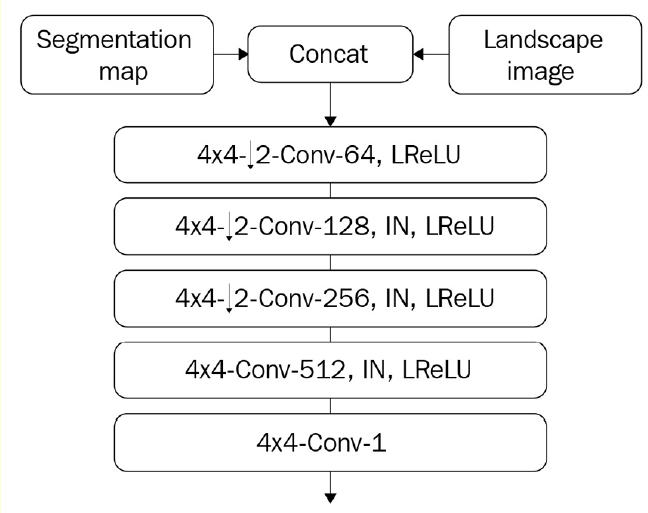 Segmentation
map
Concat
Landscape
image
4x4-↓2-Conv-64, LReLU
4x4-↓2-Conv-128, IN, LReLU
4x4-↓2-Conv-256, IN, LReLU
4x4-Conv-512, IN, LReLU
4x4-Conv-1